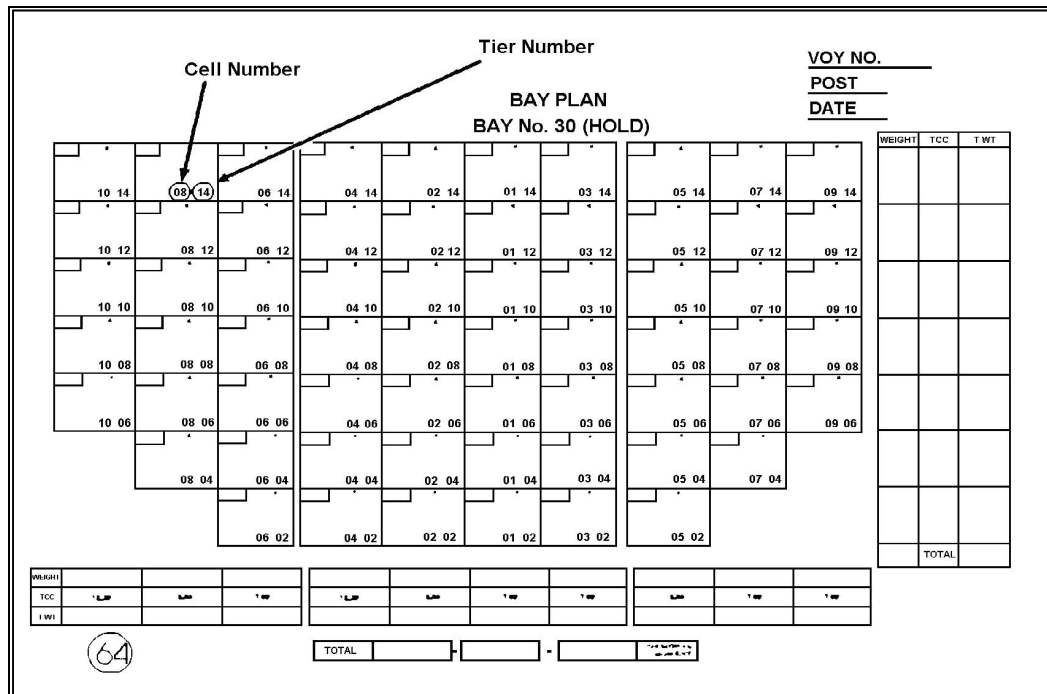 Tier Number
Cell Number
VOY NO.
POST
DATE
BAY PLAN
BAY No. 30 (HOLD)
WEIGHT TCC T WT
10 14 08 14 06 14 04 14 02 14 01 14 03 14 05 14 07 14 09 14
10 12 08 12 06 12 04 12 02 12 01 12 03 12 05 12 07 12 09 12
10 10 08 10 06 10 04 10 02 10 01 10 03 10 05 10 07 10 09 10
10 08 08 08 06 08 04 08 02 08 01 08 03 08 05 08 07 08 09 08
10 06 08 06 06 06 04 06 02 06 01 06 03 06 05 06 07 06 09 06
08 04 06 04 04 04 02 04 01 04 03 04 05 04 07 04
06 02 04 02 02 02 01 02 03 02 05 02
TOTAL
WEIGHT
TCC
T WT
64
TOTAL - -